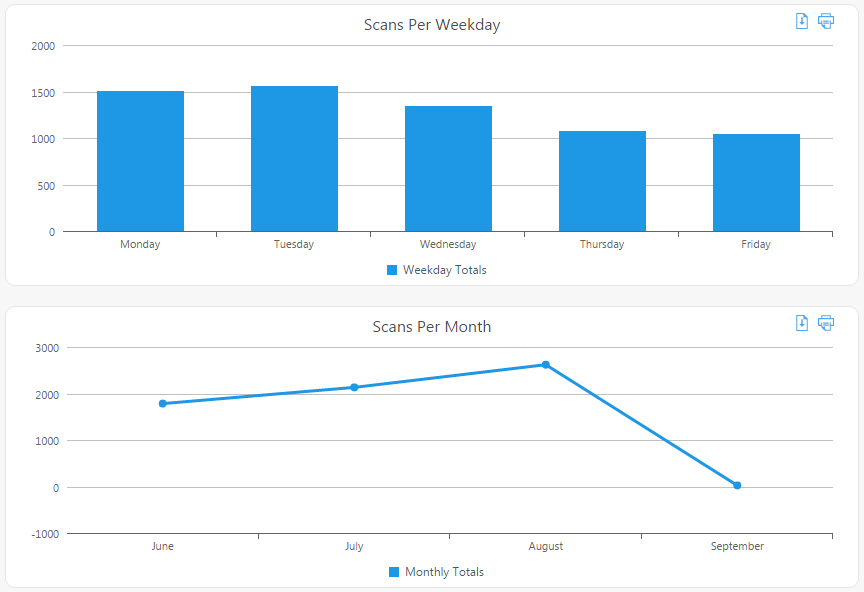 Scans Per Weekday
2000
1500
1000
500
0
Monday Tuesday Wednesday Thursday Friday
Weekday Totals
Scans Per Month
3000
2000
1000
0
-1000
June July August September
Monthly Totals